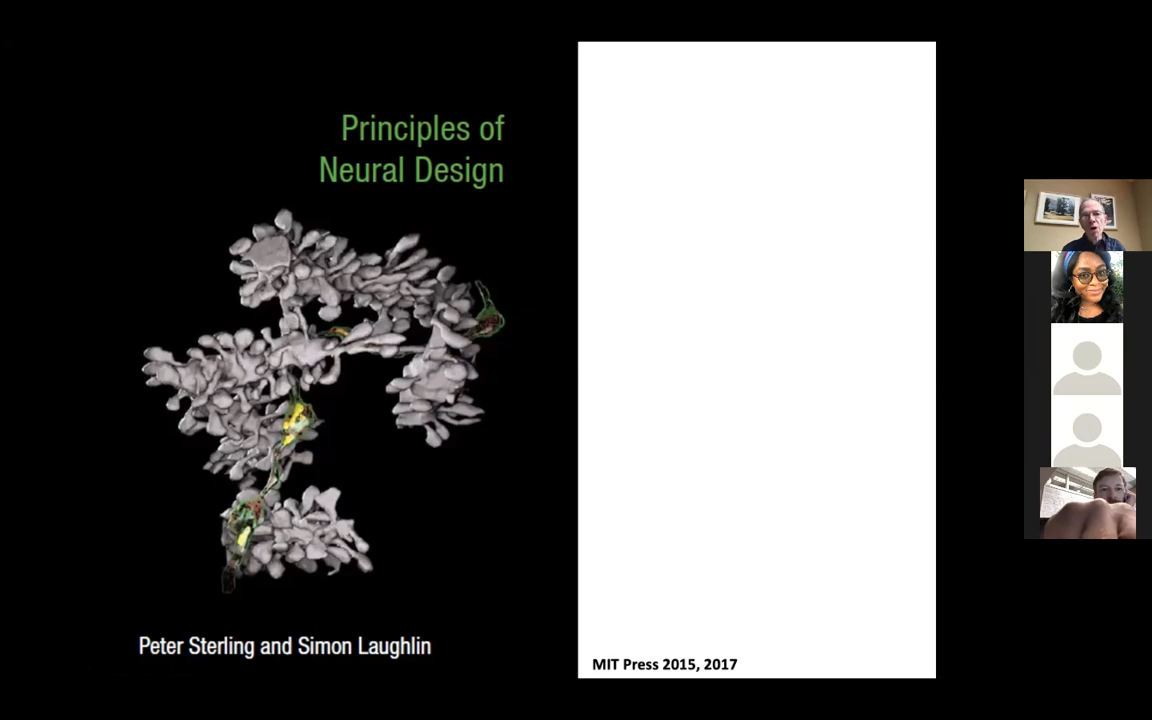 Principles of
Neural Design
Peter Sterling and Simon Laughlin
MIT Press 2015, 2017